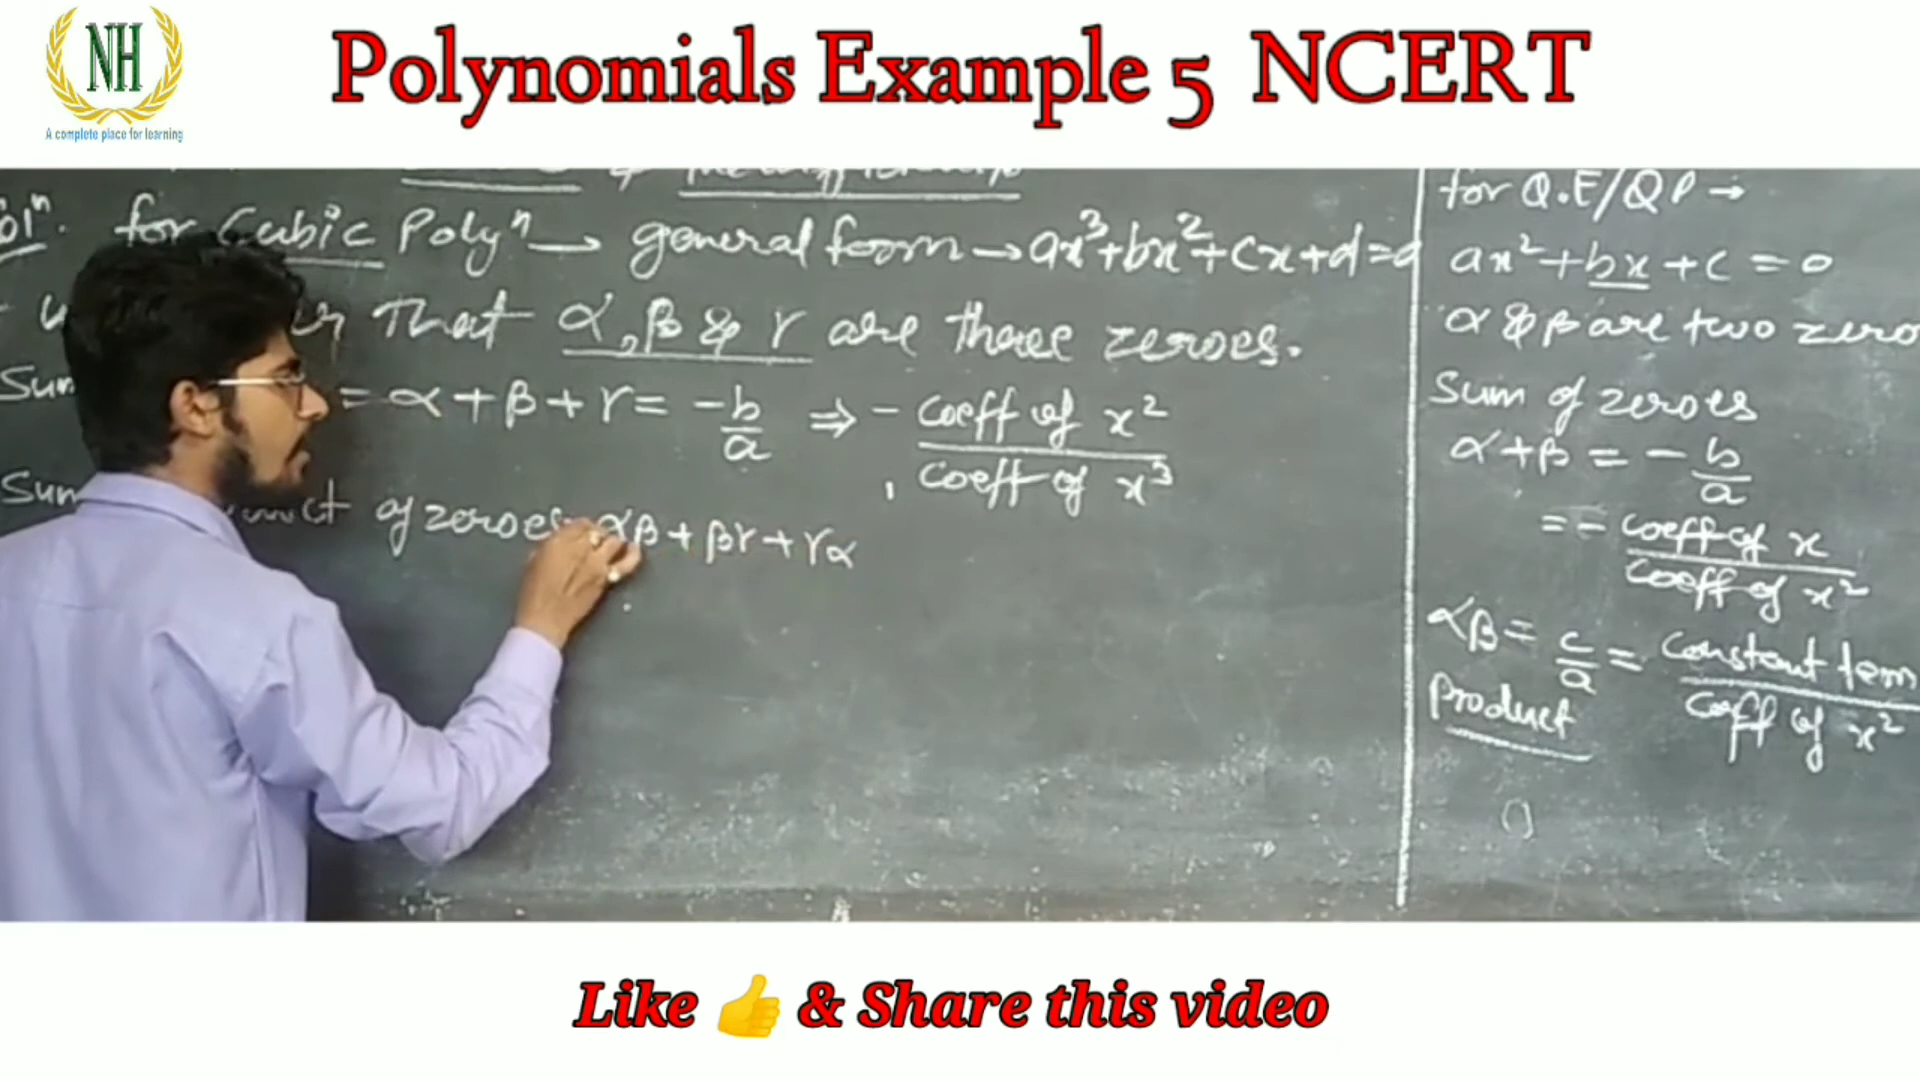 NH
A complete place for learning
Polynomials Example 5 NCERT
Solⁿ. for Cubic Polyⁿ → general form → ax³+bx²+cx+d=0
that α, β & γ are three zeroes.
Sum = α+β+γ = -b/a ⇒ - coeff of x²/coeff of x³
Sum of zeroes αβ+βγ+γα
for Q.E/QP →
ax²+bx+c=0
α & β are two zero
Sum of zeroes
α+β = -b/a
= - coeff of x/coeff of x²
αβ = c/a = Constant term/coeff of x²
Product
Like 👍 & Share this video